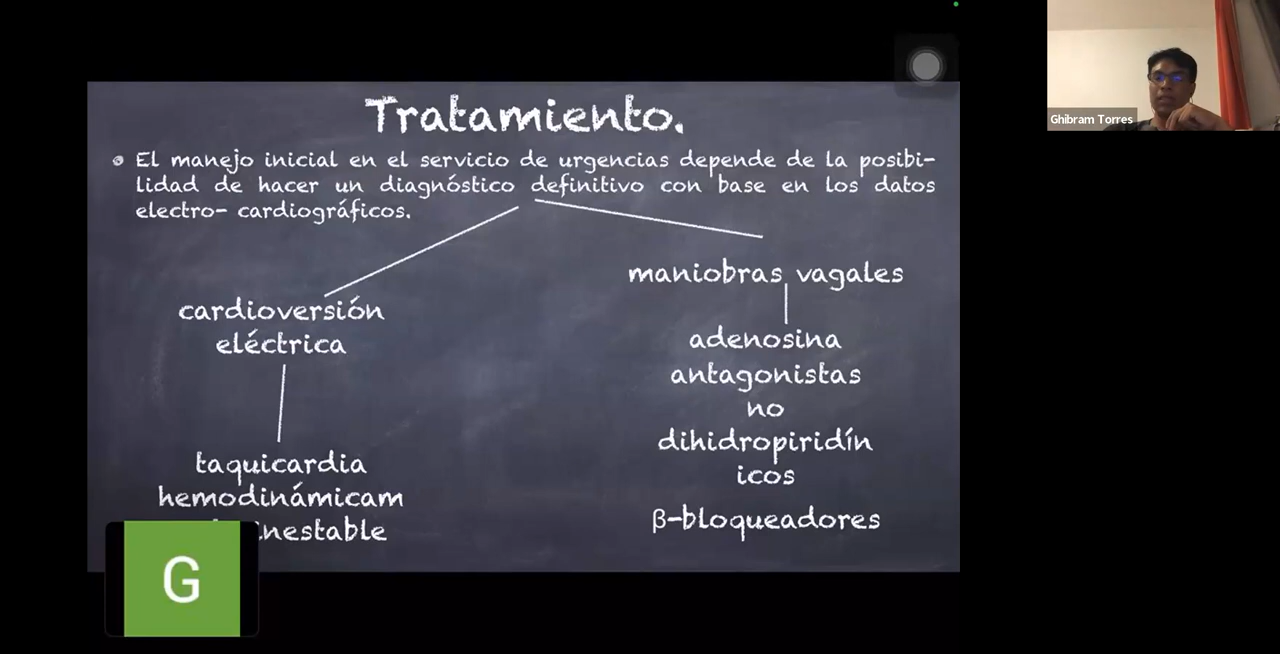 Tratamiento.
El manejo inicial en el servicio de urgencias depende de la posibi-
lidad de hacer un diagnóstico definitivo con base en los datos
electro- cardiográficos.
cardioversión
eléctrica
taquicardia
hemodinámicam
inestable
maniobras vagales
adenosina
antagonistas
no
dihidropiridín
icos
β-bloqueadores
G
Ghibram Torres